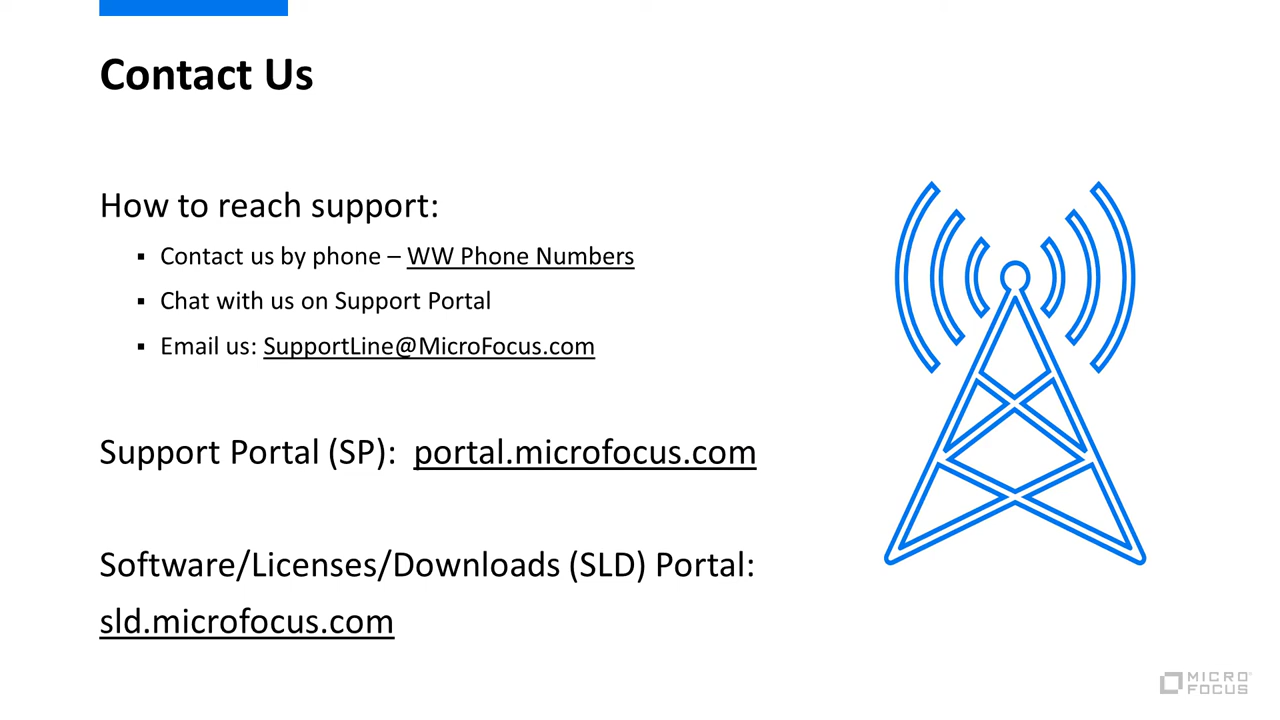 Contact Us
How to reach support:
▪ Contact us by phone – WW Phone Numbers
▪ Chat with us on Support Portal
▪ Email us: SupportLine@MicroFocus.com
Support Portal (SP): portal.microfocus.com
Software/Licenses/Downloads (SLD) Portal:
sld.microfocus.com
MICRO
FOCUS